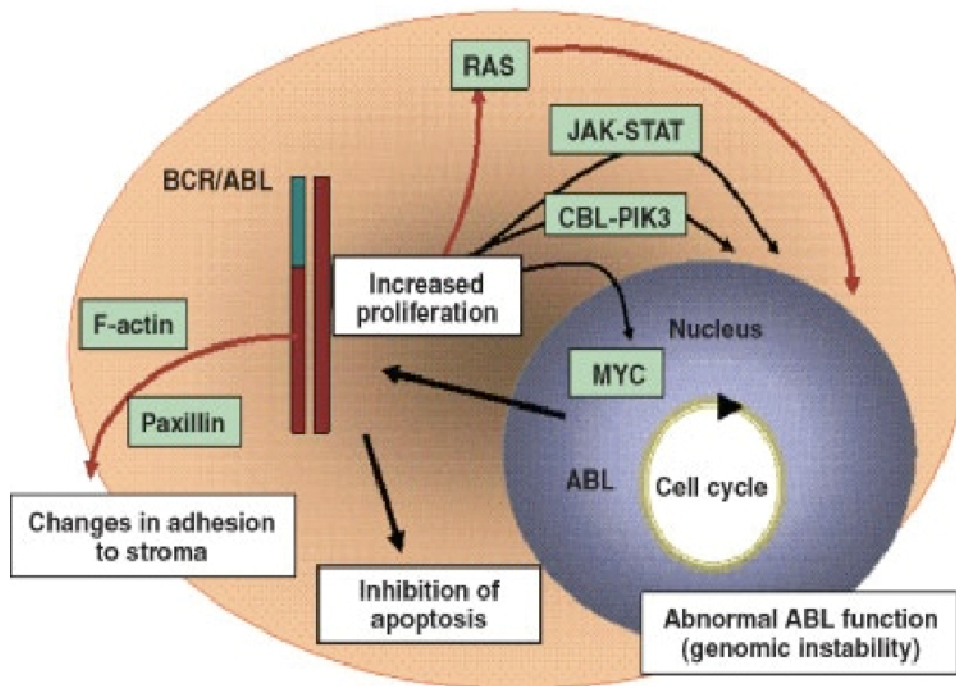 RAS
JAK-STAT
BCR/ABL
CBL-PIK3
Increased
proliferation
F-actin
Nucleus
MYC
Paxillin
ABL
Cell cycle
Changes in adhesion
to stroma
Inhibition of
apoptosis
Abnormal ABL function
(genomic instability)